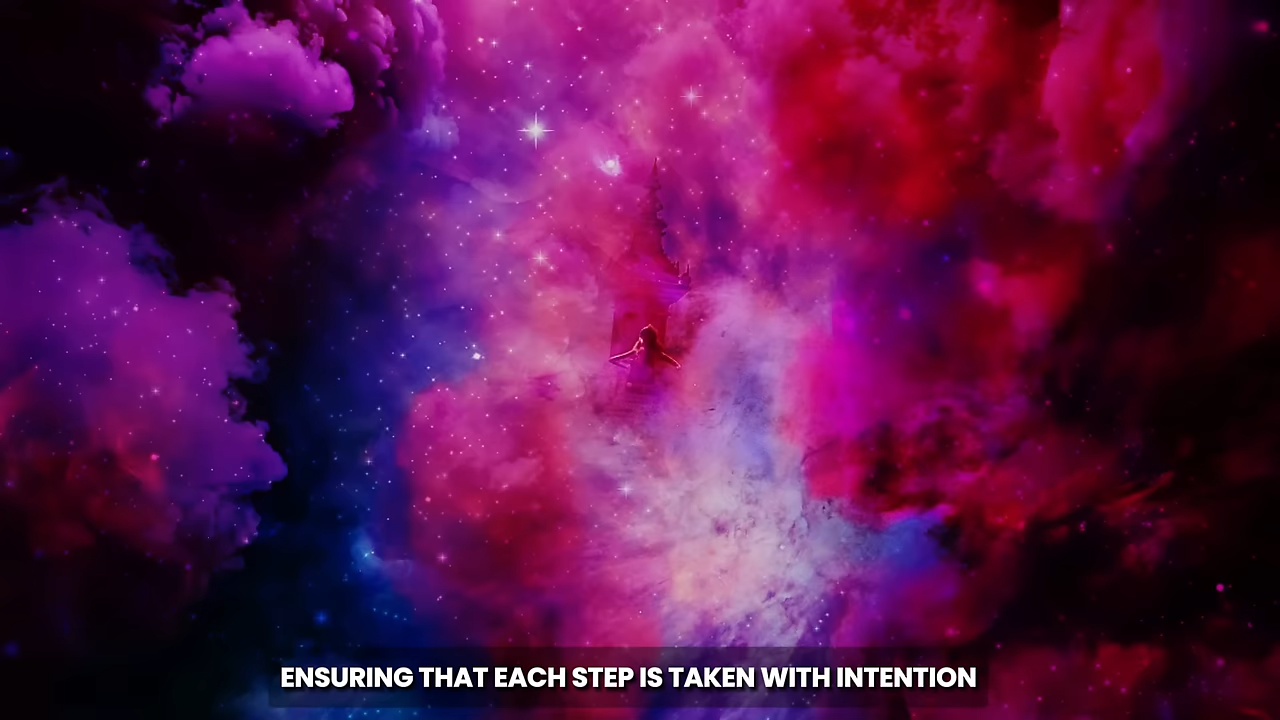 ENSURING THAT EACH STEP IS TAKEN WITH INTENTION